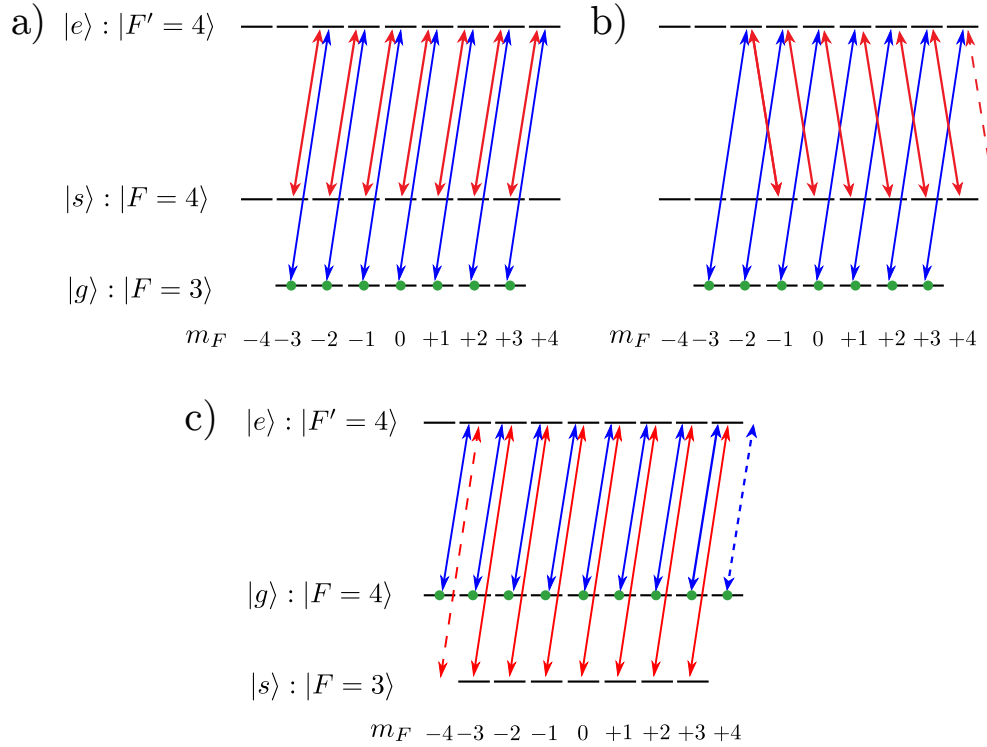 a)
|e⟩ : |F′ = 4⟩
|s⟩ : |F = 4⟩
|g⟩ : |F = 3⟩
m_F −4 −3 −2 −1 0 +1 +2 +3 +4
b)
m_F −4 −3 −2 −1 0 +1 +2 +3 +4
c)
|e⟩ : |F′ = 4⟩
|g⟩ : |F = 4⟩
|s⟩ : |F = 3⟩
m_F −4 −3 −2 −1 0 +1 +2 +3 +4